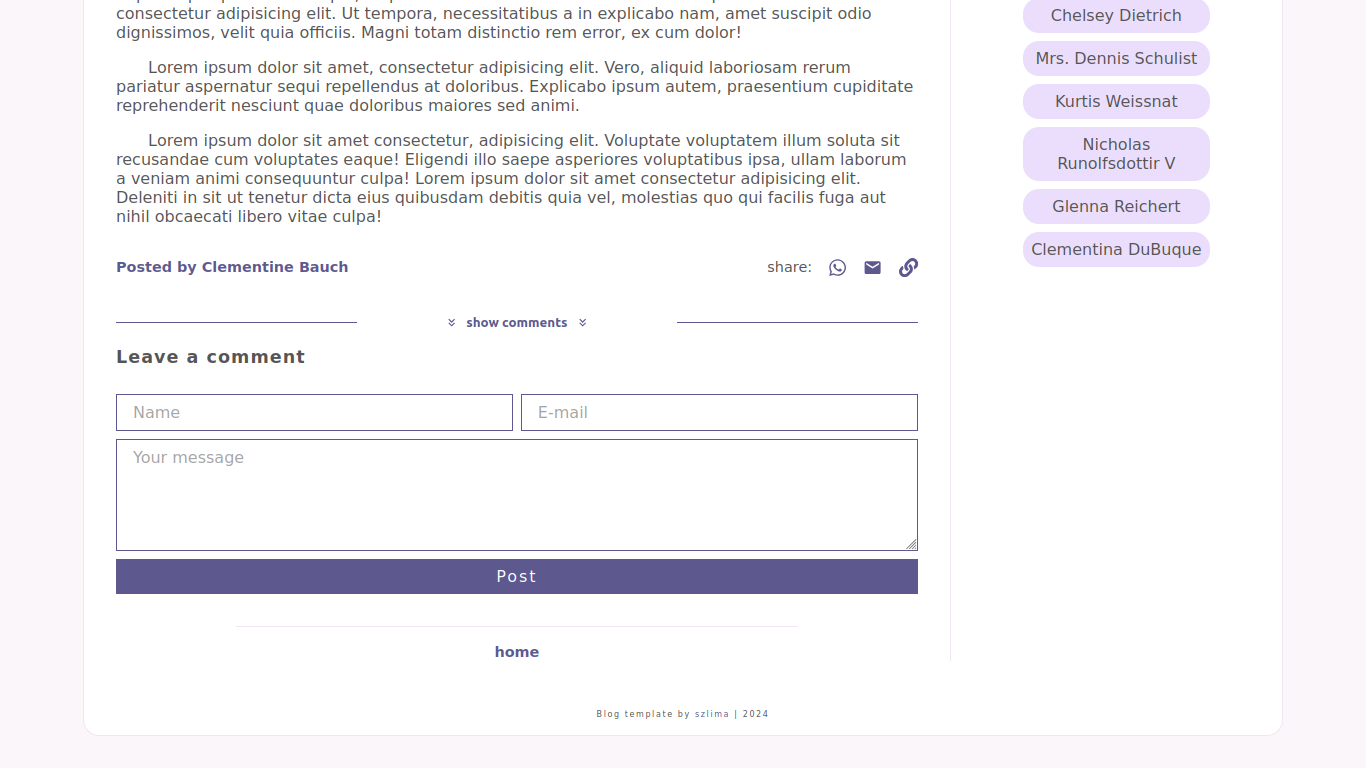 consectetur adipisicing elit. Ut tempora, necessitatibus a in explicabo nam, amet suscipit odio
dignissimos, velit quia officiis. Magni totam distinctio rem error, ex cum dolor!
Lorem ipsum dolor sit amet, consectetur adipisicing elit. Vero, aliquid laboriosam rerum
pariatur aspernatur sequi repellendus at doloribus. Explicabo ipsum autem, praesentium cupiditate
reprehenderit nesciunt quae doloribus maiores sed animi.
Lorem ipsum dolor sit amet consectetur, adipisicing elit. Voluptate voluptatem illum soluta sit
recusandae cum voluptates eaque! Eligendi illo saepe asperiores voluptatibus ipsa, ullam laborum
a veniam animi consequuntur culpa! Lorem ipsum dolor sit amet consectetur adipisicing elit.
Deleniti in sit ut tenetur dicta eius quibusdam debitis quia vel, molestias quo qui facilis fuga aut
nihil obcaecati libero vitae culpa!
Posted by Clementine Bauch
share:
show comments
Leave a comment
Name
E-mail
Your message
Post
home
Chelsey Dietrich
Mrs. Dennis Schulist
Kurtis Weissnat
Nicholas
Runolfsdottir V
Glenna Reichert
Clementina DuBuque
Blog template by szlima | 2024